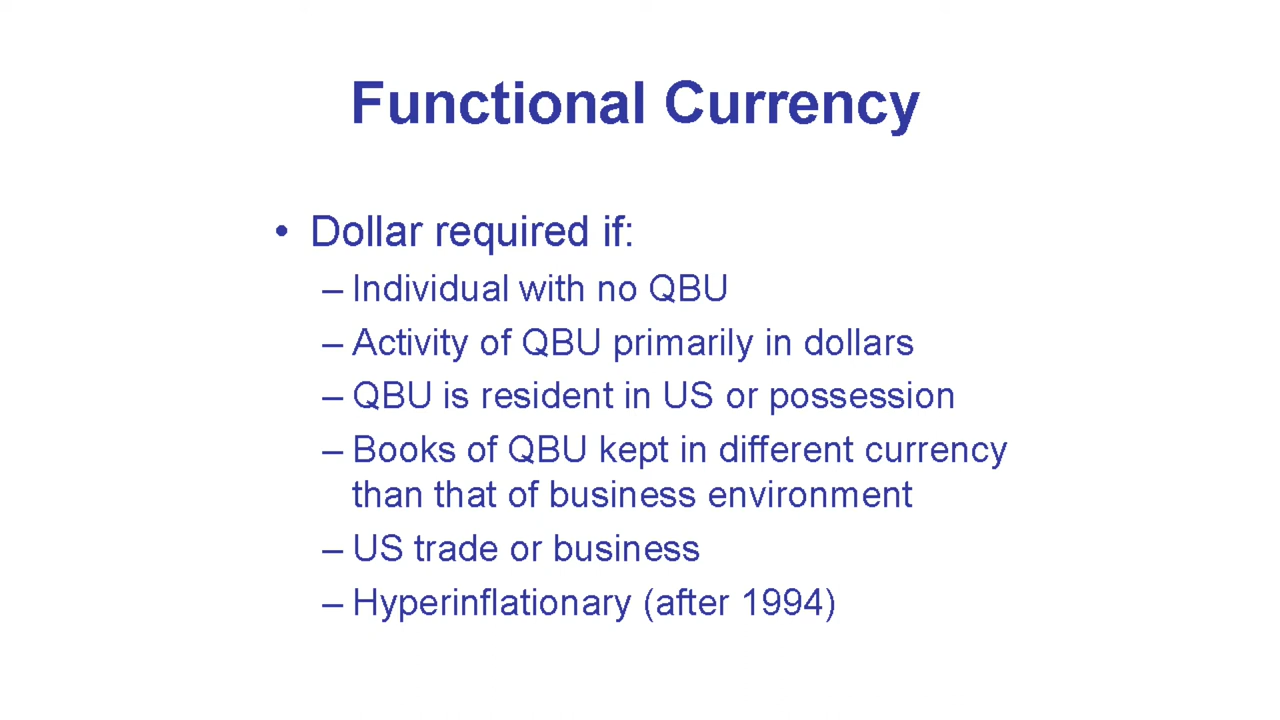 Functional Currency
• Dollar required if:
– Individual with no QBU
– Activity of QBU primarily in dollars
– QBU is resident in US or possession
– Books of QBU kept in different currency
than that of business environment
– US trade or business
– Hyperinflationary (after 1994)